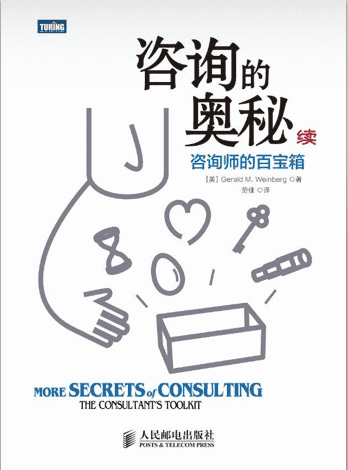 TURING
咨询的
奥秘 续
咨询师的百宝箱
[美] Gerald M. Weinberg ◎著
劳佳 ◎译
MORE SECRETS of CONSULTING
THE CONSULTANT'S TOOLKIT
人民邮电出版社
POSTS & TELECOM PRESS